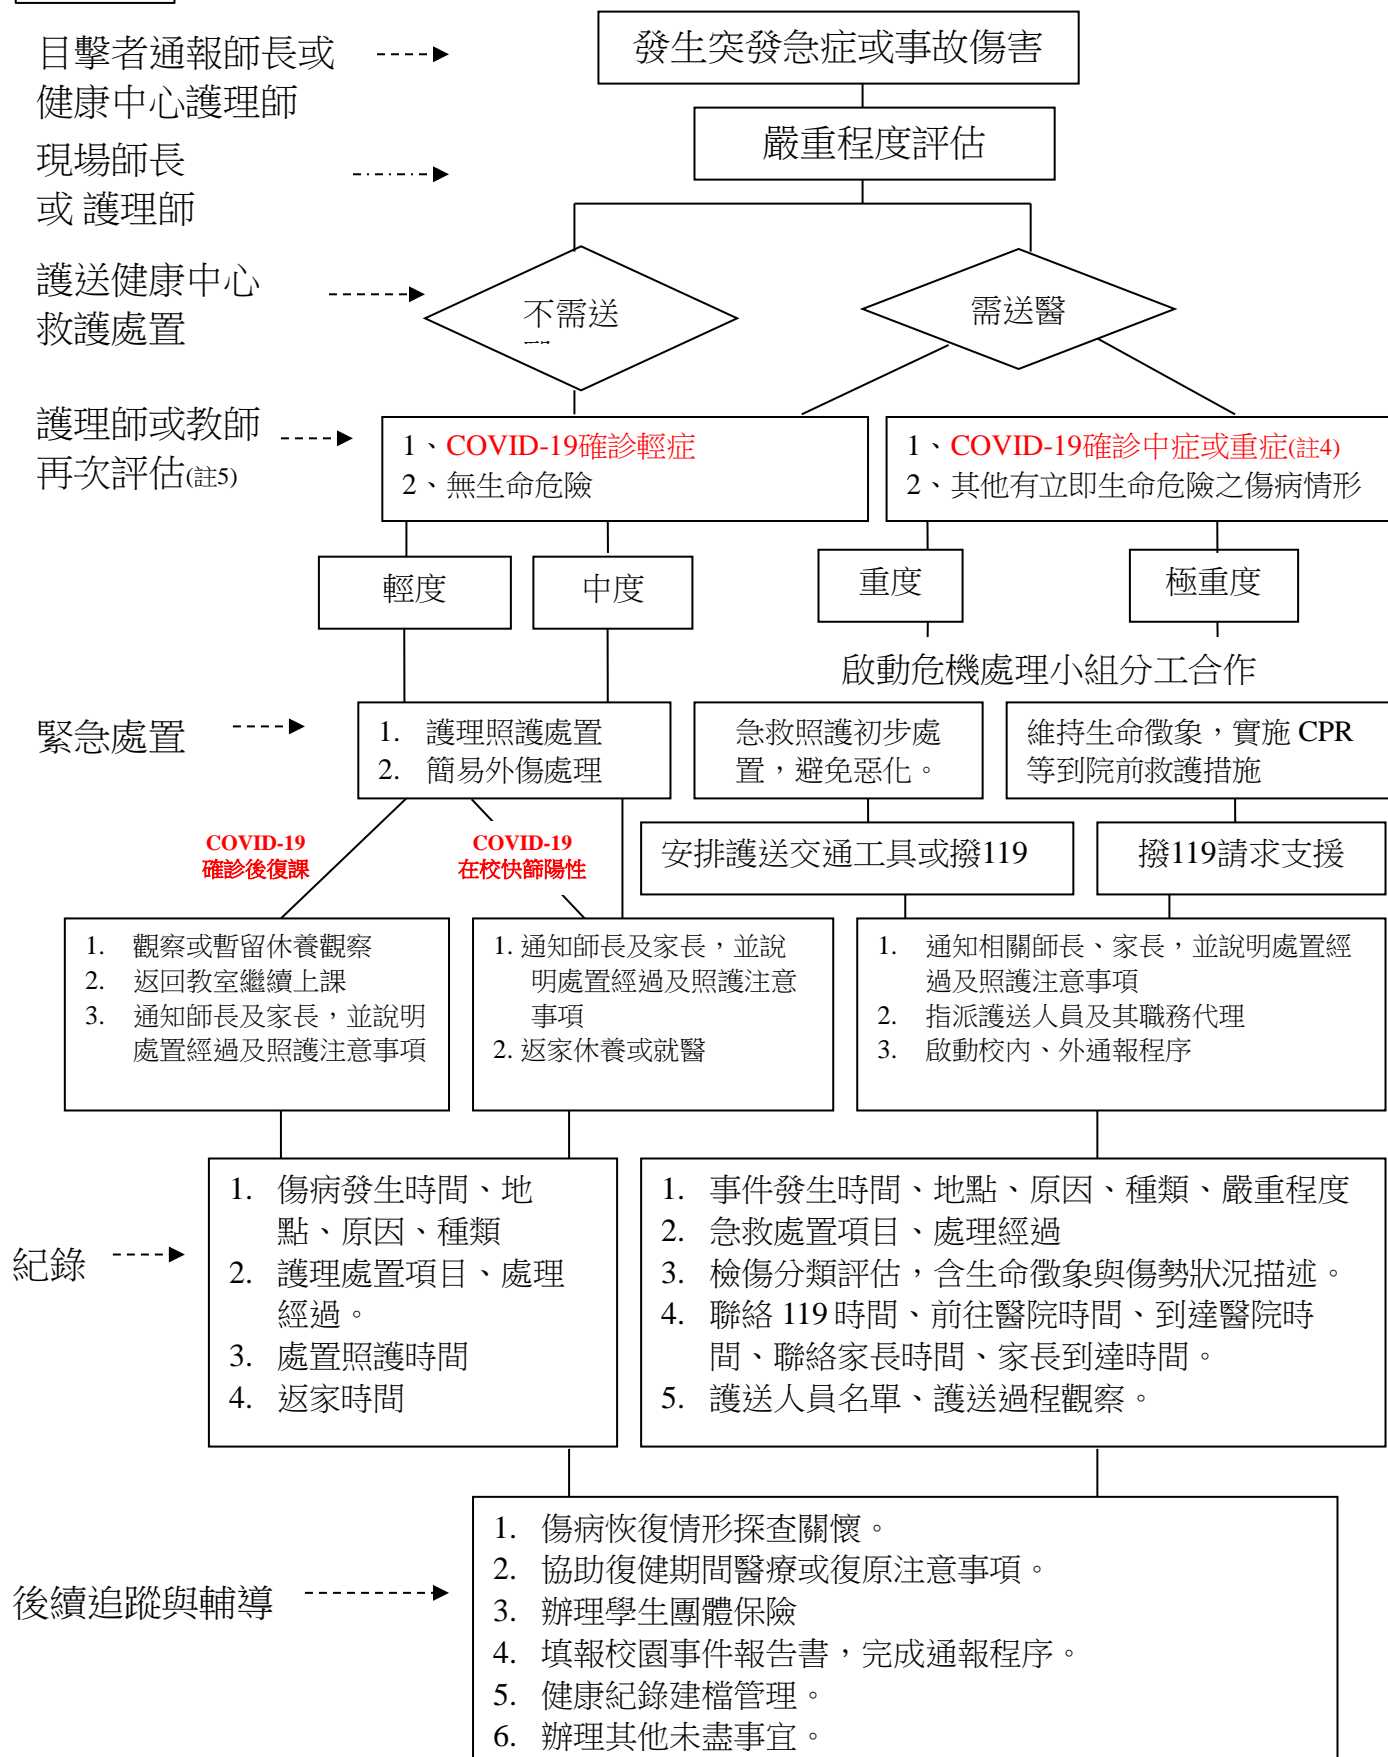 目擊者通報師長或
健康中心護理師
發生突發急症或事故傷害
現場師長
或 護理師
嚴重程度評估
護送健康中心
救護處置
不需送
需送醫
護理師或教師
再次評估(註5)
1、COVID-19確診輕症
2、無生命危險
1、COVID-19確診中症或重症(註4)
2、其他有立即生命危險之傷病情形
輕度
中度
重度
極重度
啟動危機處理小組分工合作
緊急處置
1. 護理照護處置
2. 簡易外傷處理
急救照護初步處
置，避免惡化。
維持生命徵象，實施 CPR
等到院前救護措施
COVID-19
確診後復課
COVID-19
在校快篩陽性
安排護送交通工具或撥119
撥119請求支援
1. 觀察或暫留休養觀察
2. 返回教室繼續上課
3. 通知師長及家長，並說明
處置經過及照護注意事項
1. 通知師長及家長，並說
明處置經過及照護注意
事項
2. 返家休養或就醫
1. 通知相關師長、家長，並說明處置經
過及照護注意事項
2. 指派護送人員及其職務代理
3. 啟動校內、外通報程序
紀錄
1. 傷病發生時間、地
點、原因、種類
2. 護理處置項目、處理
經過。
3. 處置照護時間
4. 返家時間
1. 事件發生時間、地點、原因、種類、嚴重程度
2. 急救處置項目、處理經過
3. 檢傷分類評估，含生命徵象與傷勢狀況描述。
4. 聯絡 119 時間、前往醫院時間、到達醫院時
間、聯絡家長時間、家長到達時間。
5. 護送人員名單、護送過程觀察。
後續追蹤與輔導
1. 傷病恢復情形探查關懷。
2. 協助復健期間醫療或復原注意事項。
3. 辦理學生團體保險
4. 填報校園事件報告書，完成通報程序。
5. 健康紀錄建檔管理。
6. 辦理其他未盡事宜。